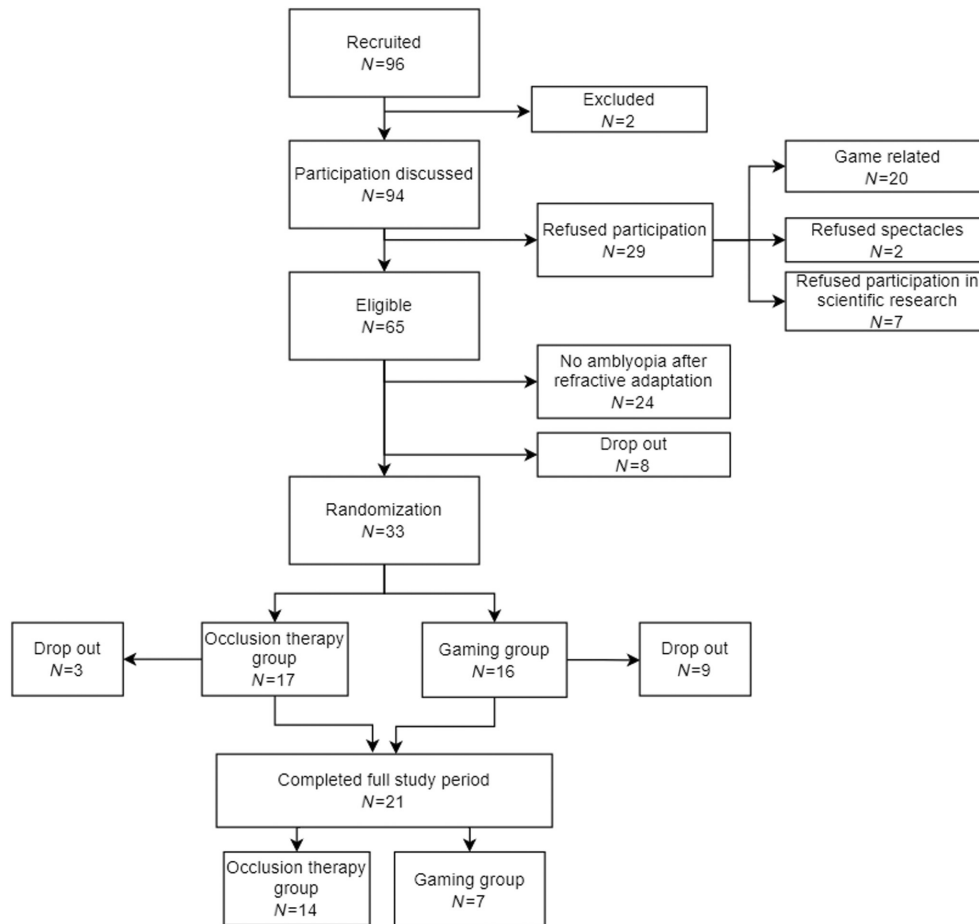 Recruited
N=96
Excluded
N=2
Participation discussed
N=94
Game related
N=20
Refused participation
N=29
Refused spectacles
N=2
Refused participation in
scientific research
N=7
Eligible
N=65
No amblyopia after
refractive adaptation
N=24
Drop out
N=8
Randomization
N=33
Drop out
N=3
Occlusion therapy
group
N=17
Gaming group
N=16
Drop out
N=9
Completed full study period
N=21
Occlusion therapy
group
N=14
Gaming group
N=7